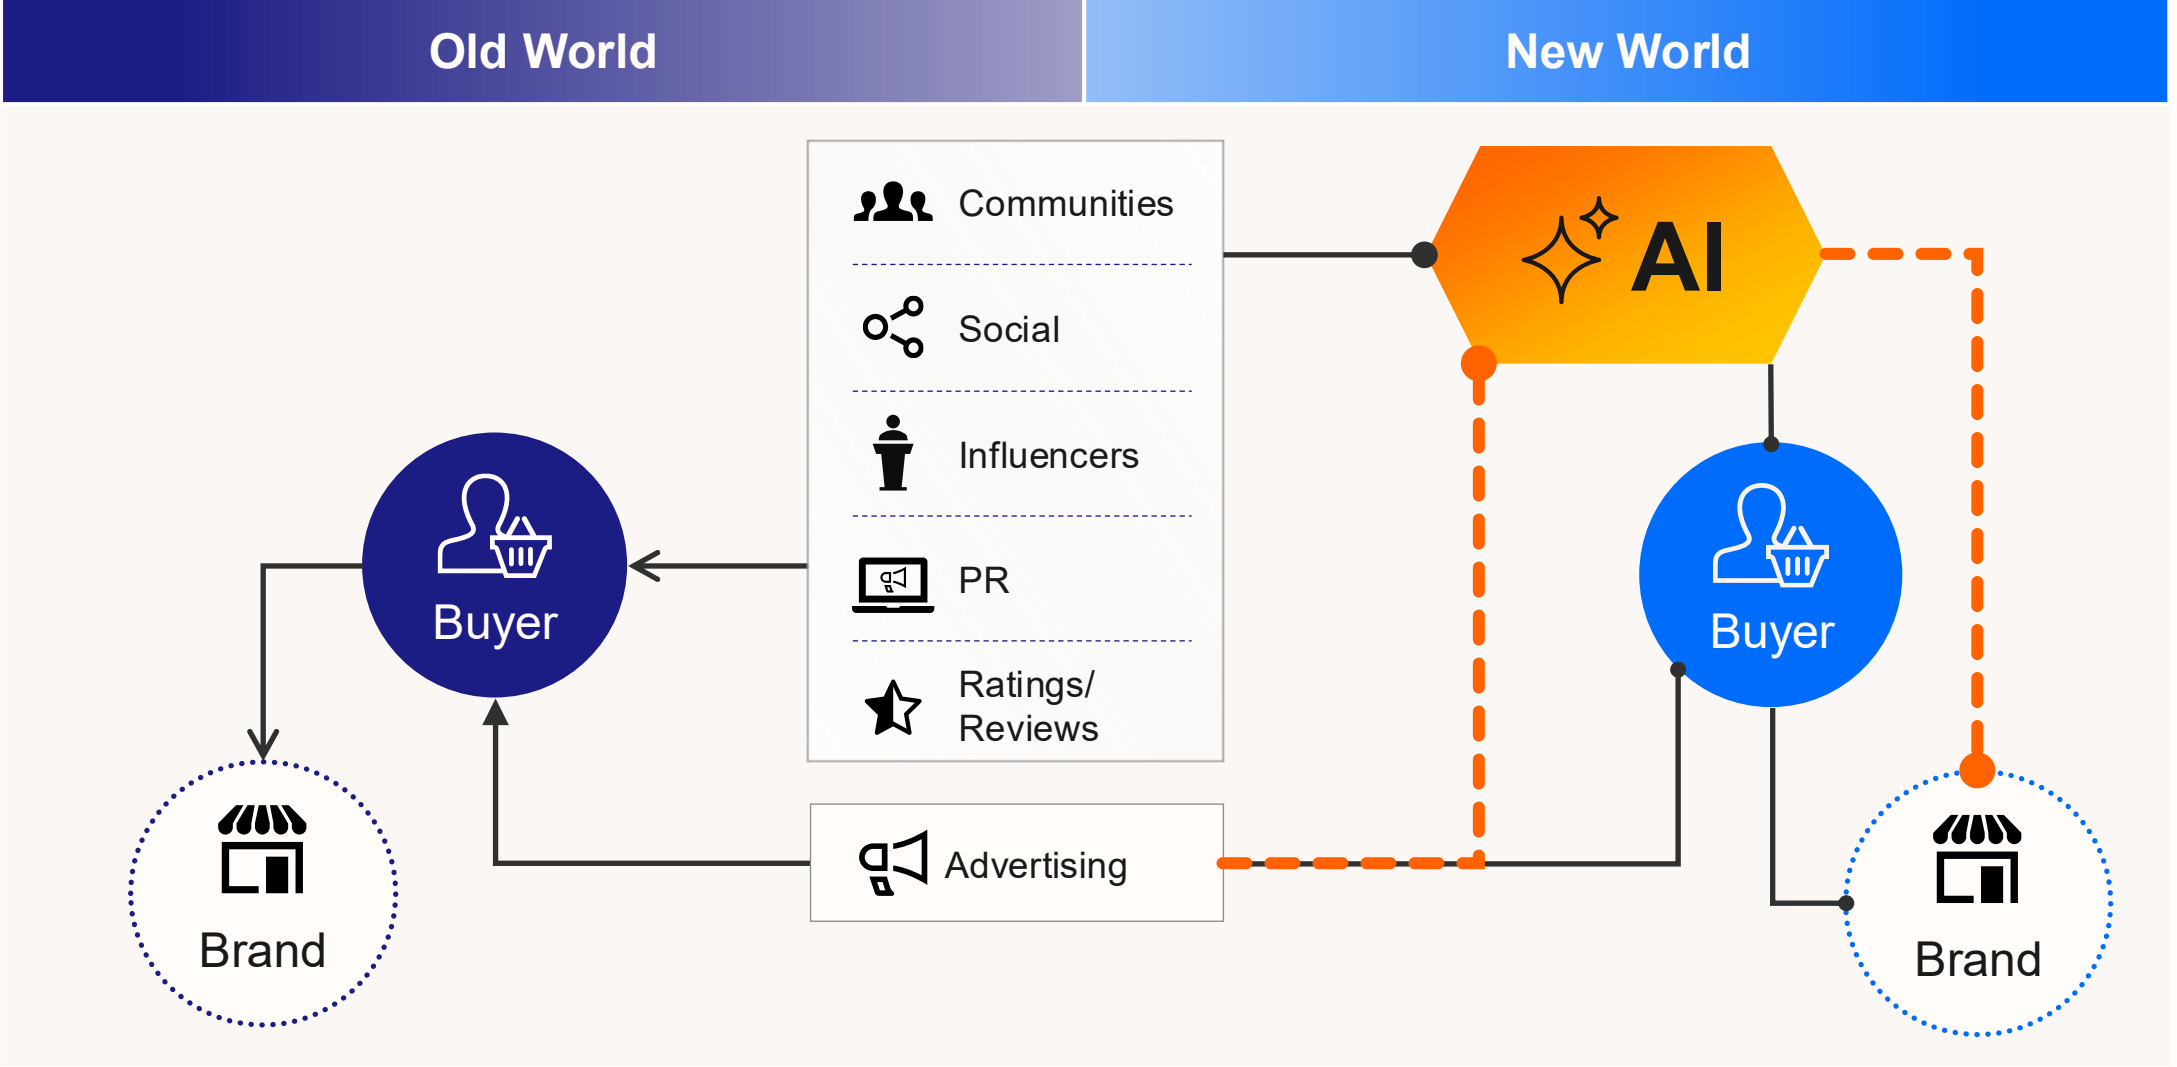 Old World
New World
Communities
Social
Influencers
PR
Ratings/
Reviews
Advertising
Buyer
Brand
AI
Buyer
Brand